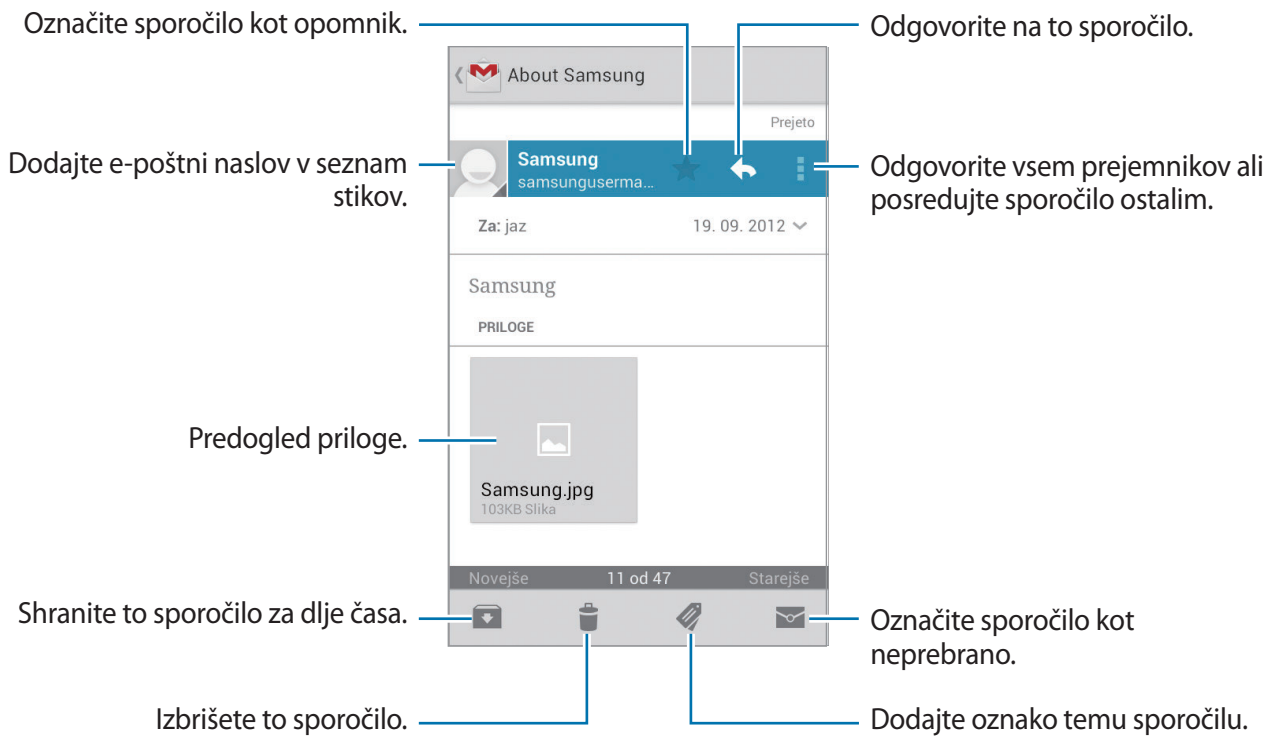 Označite sporočilo kot opomnik.
Odgovorite na to sporočilo.
About Samsung
Prejeto
Dodajte e-poštni naslov v seznam
stikov.
Samsung
samsunguserma...
Odgovorite vsem prejemnikov ali
posredujte sporočilo ostalim.
Za: jaz
19. 09. 2012
Samsung
PRILOGE
Predogled priloge.
Samsung.jpg
103KB Slika
Novejše
11 od 47
Starejše
Shranite to sporočilo za dlje časa.
Označite sporočilo kot
neprebrano.
Izbrišete to sporočilo.
Dodajte oznako temu sporočilu.